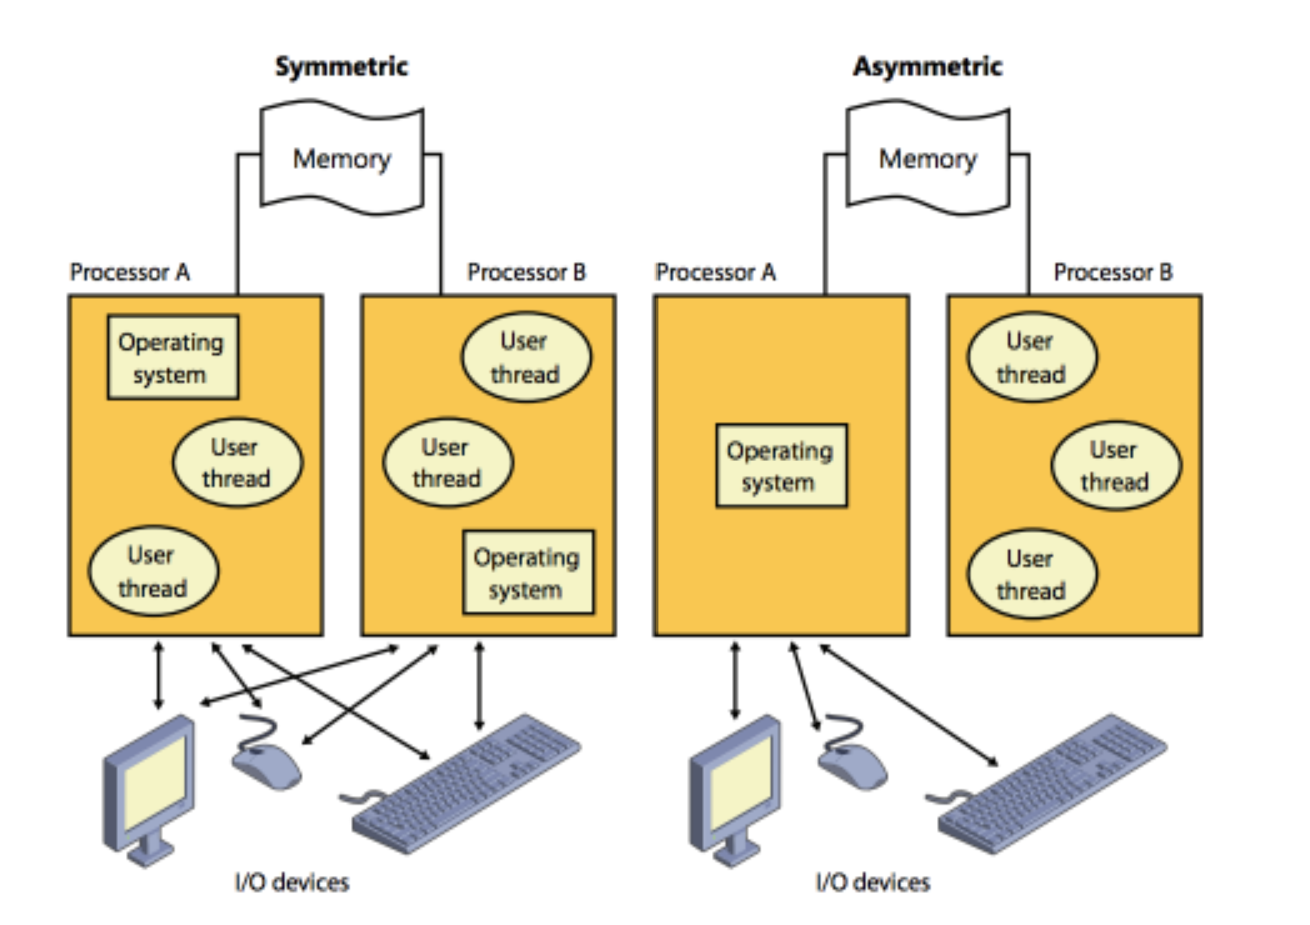 Symmetric
Memory
Processor A
Processor B
Operating
system
User
thread
User
thread
User
thread
User
thread
Operating
system
I/O devices
Asymmetric
Memory
Processor A
Processor B
Operating
system
User
thread
User
thread
User
thread
I/O devices